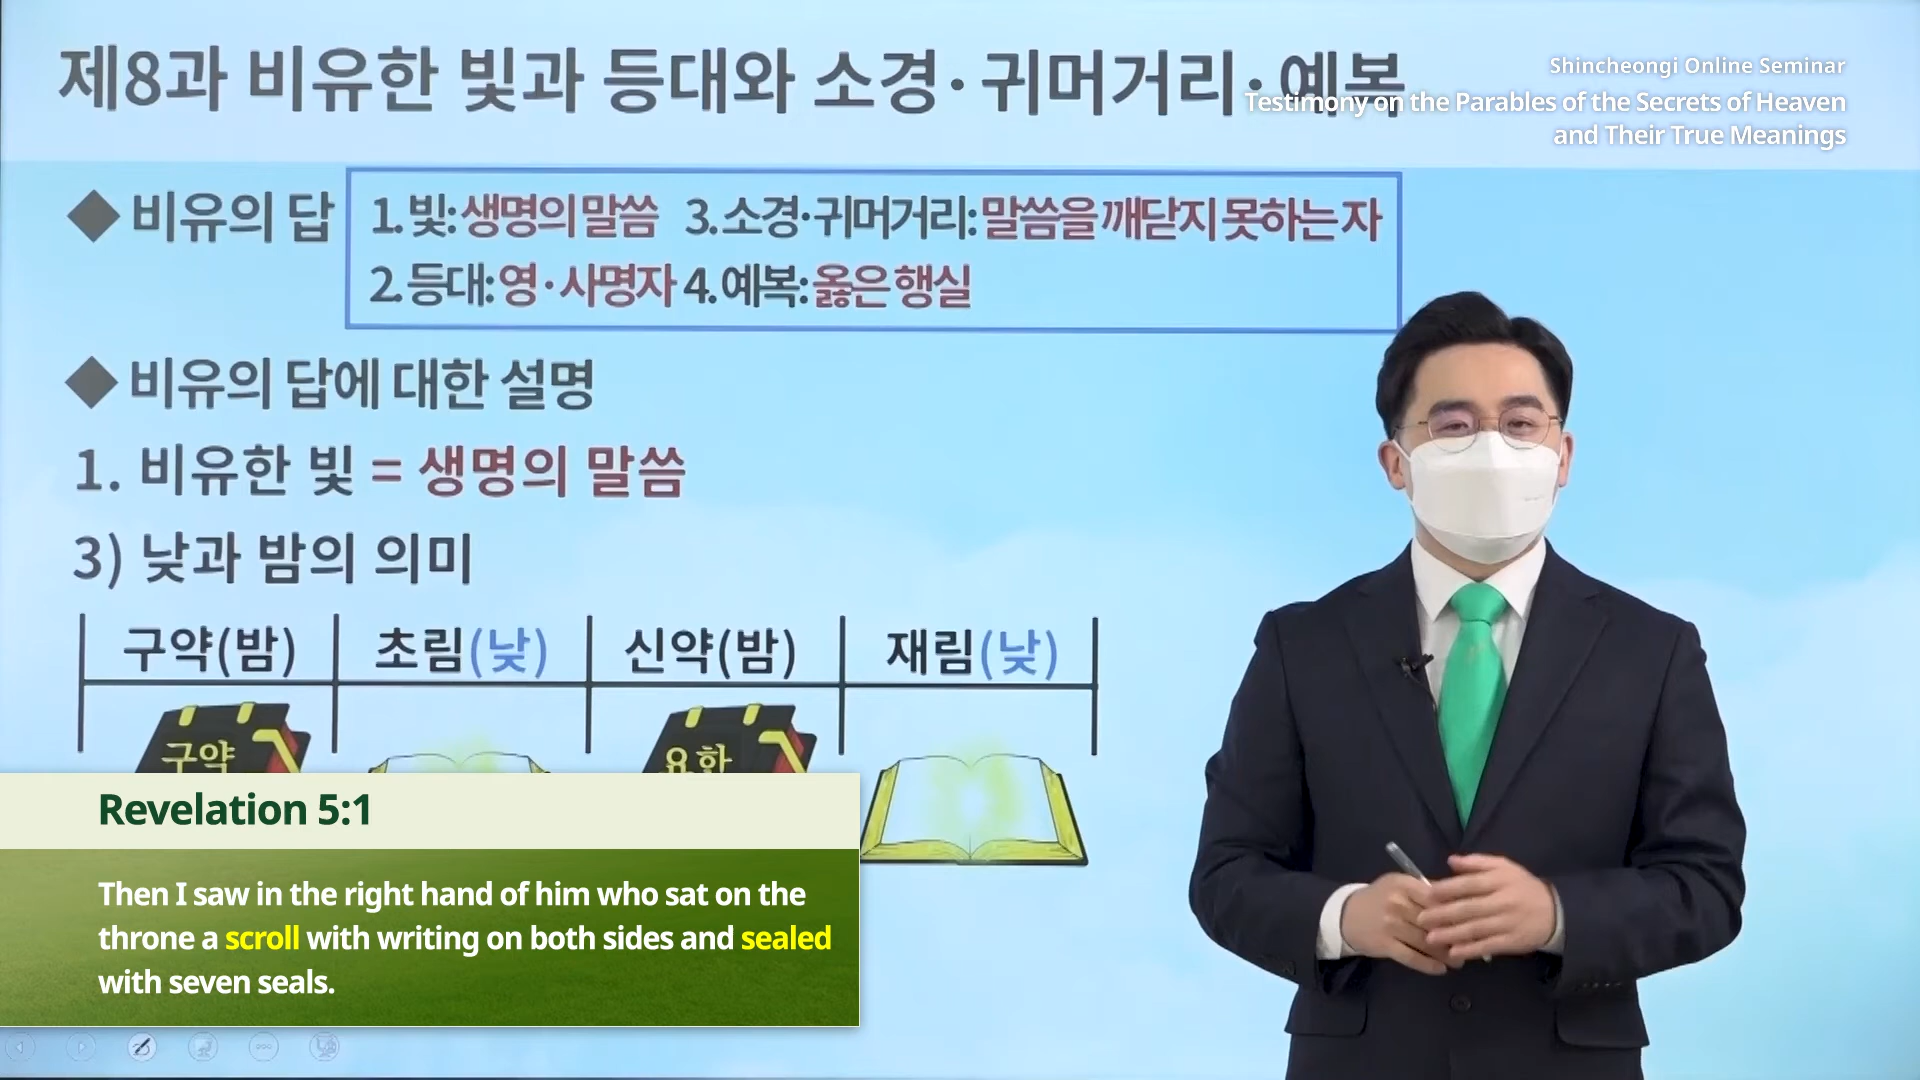 제8과 비유한 빛과 등대와 소경·귀머거리·예복
Shincheongi Online Seminar
Testimony on the Parables of the Secrets of Heaven
and Their True Meanings
◆ 비유의 답
1. 빛: 생명의 말씀 3. 소경·귀머거리: 말씀을 깨닫지 못하는 자
2. 등대: 영·사명자 4. 예복: 옳은 행실
◆ 비유의 답에 대한 설명
1. 비유한 빛 = 생명의 말씀
3) 낮과 밤의 의미
구약(밤) 초림(낮) 신약(밤) 재림(낮)
구약 요한
Revelation 5:1
Then I saw in the right hand of him who sat on the
throne a scroll with writing on both sides and sealed
with seven seals.